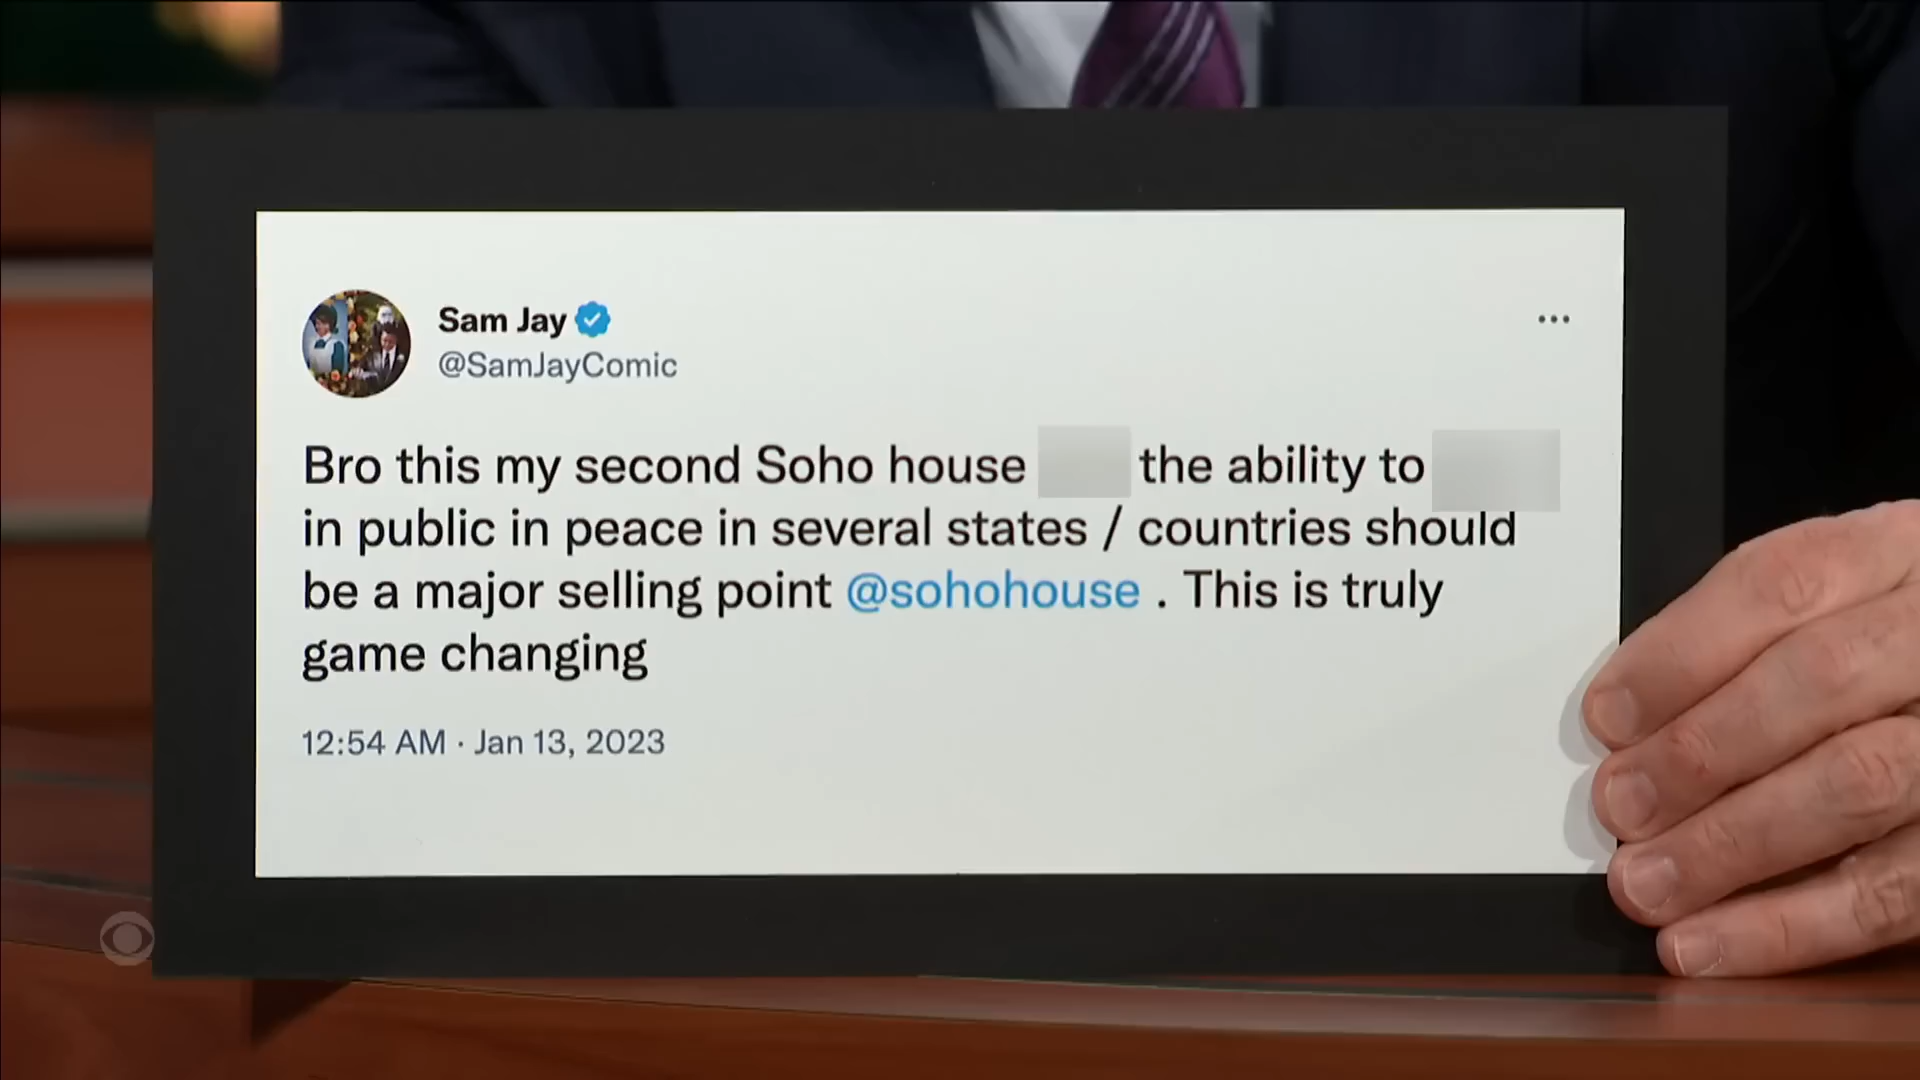 Sam Jay
@SamJayComic
Bro this my second Soho house the ability to
in public in peace in several states / countries should
be a major selling point @sohohouse . This is truly
game changing
12:54 AM · Jan 13, 2023